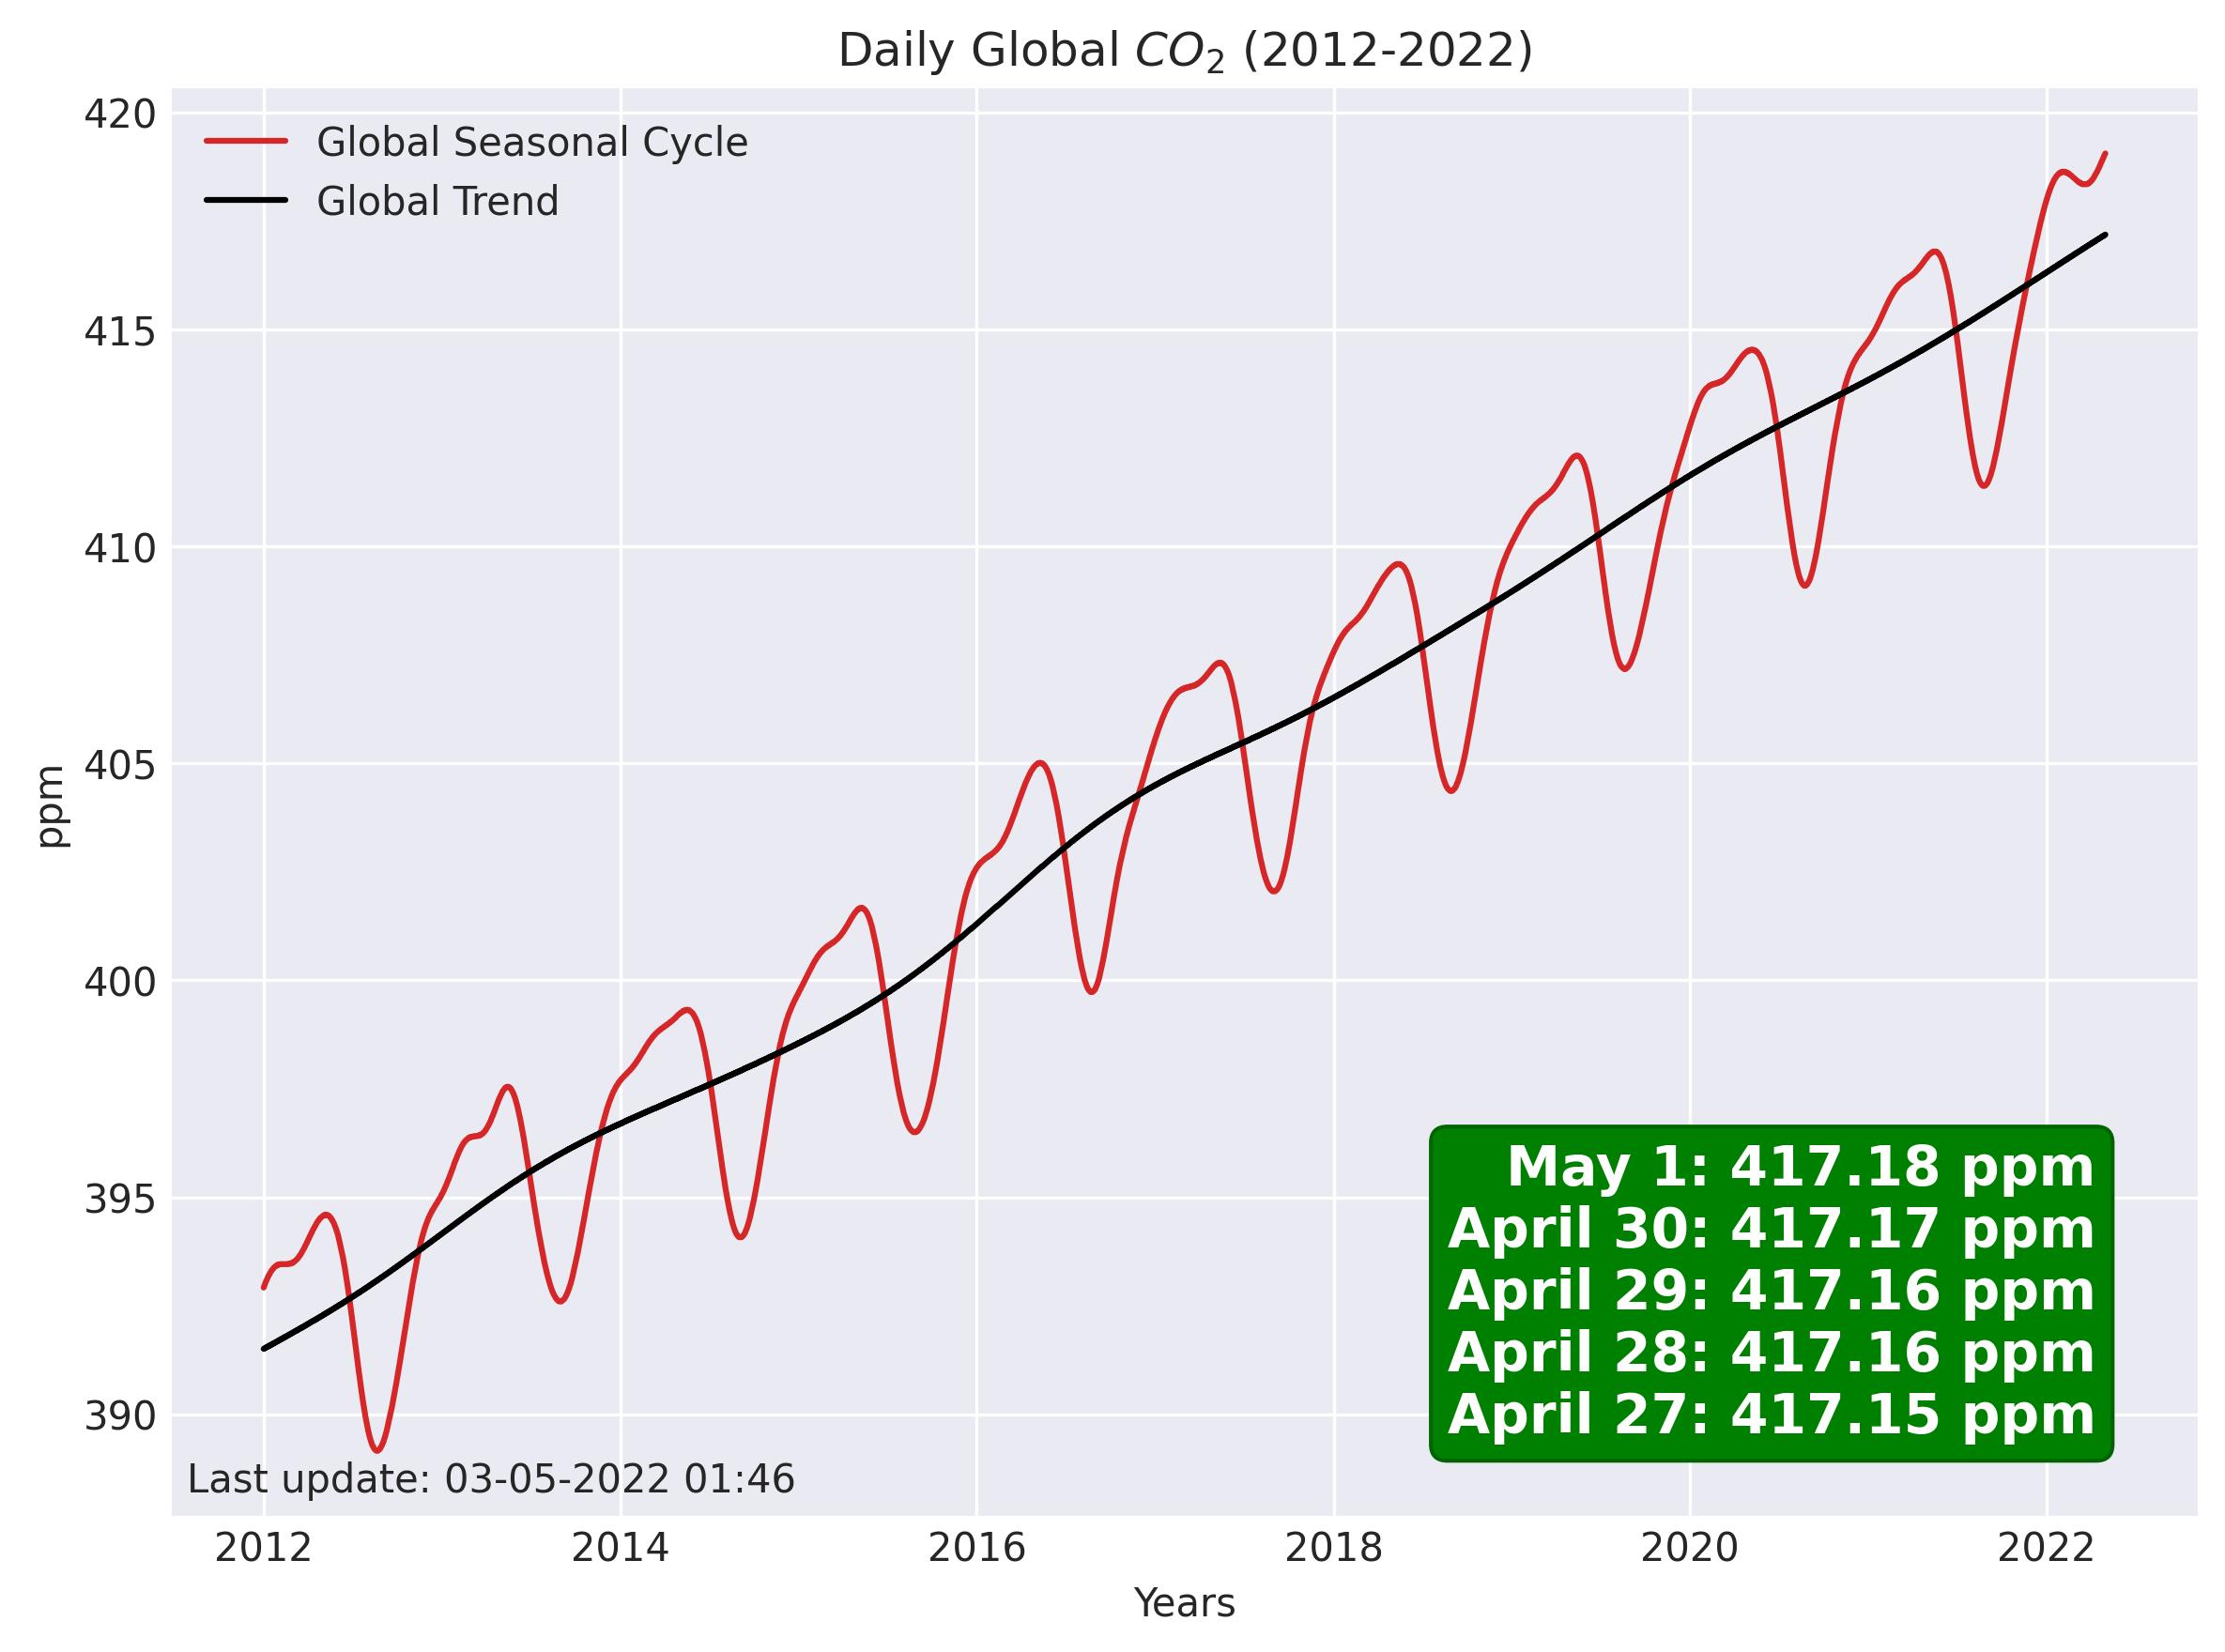 Daily Global CO₂ (2012-2022)
Global Seasonal Cycle
Global Trend
420
415
410
405
400
395
390
ppm
May 1: 417.18 ppm
April 30: 417.17 ppm
April 29: 417.16 ppm
April 28: 417.16 ppm
April 27: 417.15 ppm
Last update: 03-05-2022 01:46
2012 2014 2016 2018 2020 2022
Years